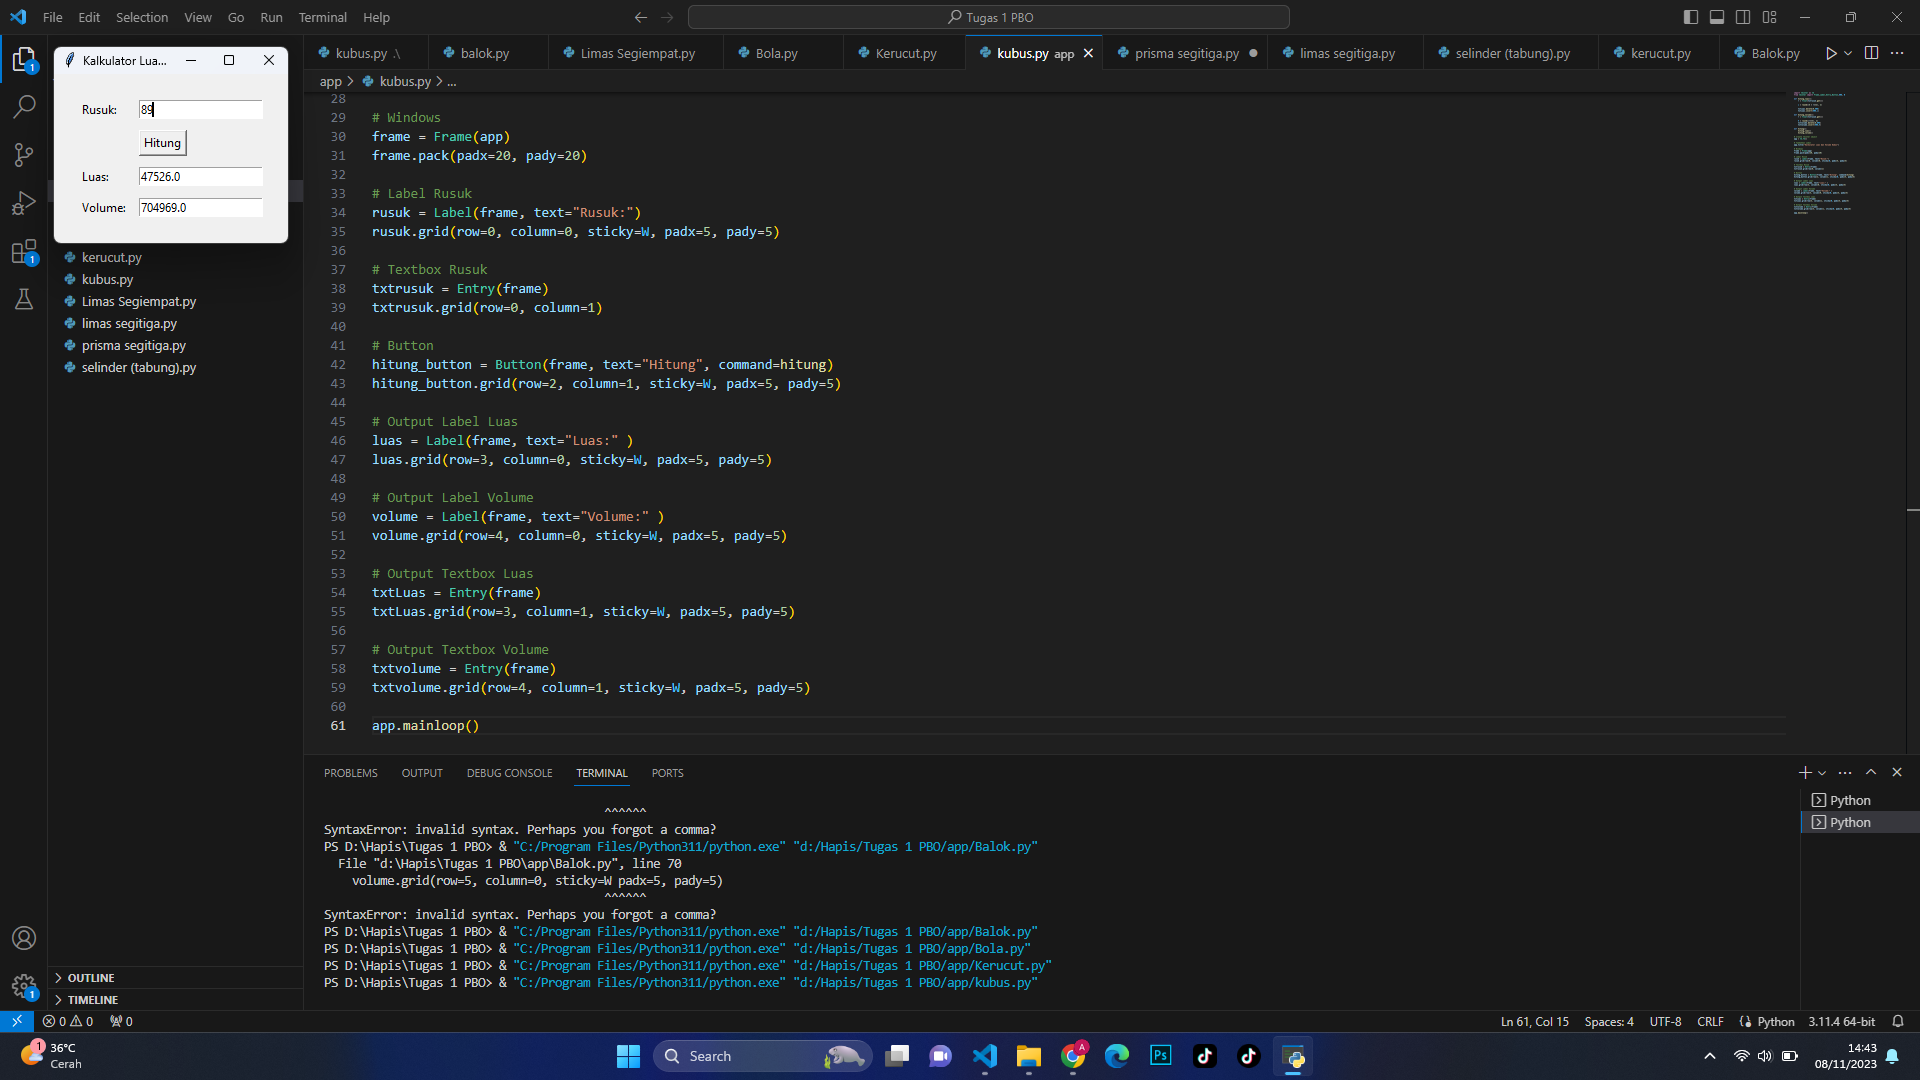 File Edit Selection View Go Run Terminal Help
Tugas 1 PBO
kubus.py .\ balok.py Limas Segiempat.py Bola.py Kerucut.py kubus.py app prisma segitiga.py limas segitiga.py selinder (tabung).py kerucut.py Balok.py
app > kubus.py > ...
Kalkulator Lua...
Rusuk: 89
Hitung
Luas: 47526.0
Volume: 704969.0
kerucut.py
kubus.py
Limas Segiempat.py
limas segitiga.py
prisma segitiga.py
selinder (tabung).py
OUTLINE
TIMELINE
28
29 # Windows
30 frame = Frame(app)
31 frame.pack(padx=20, pady=20)
32
33 # Label Rusuk
34 rusuk = Label(frame, text="Rusuk:")
35 rusuk.grid(row=0, column=0, sticky=W, padx=5, pady=5)
36
37 # Textbox Rusuk
38 txtrusuk = Entry(frame)
39 txtrusuk.grid(row=0, column=1)
40
41 # Button
42 hitung_button = Button(frame, text="Hitung", command=hitung)
43 hitung_button.grid(row=2, column=1, sticky=W, padx=5, pady=5)
44
45 # Output Label Luas
46 luas = Label(frame, text="Luas:" )
47 luas.grid(row=3, column=0, sticky=W, padx=5, pady=5)
48
49 # Output Label Volume
50 volume = Label(frame, text="Volume:" )
51 volume.grid(row=4, column=0, sticky=W, padx=5, pady=5)
52
53 # Output Textbox Luas
54 txtLuas = Entry(frame)
55 txtLuas.grid(row=3, column=1, sticky=W, padx=5, pady=5)
56
57 # Output Textbox Volume
58 txtvolume = Entry(frame)
59 txtvolume.grid(row=4, column=1, sticky=W, padx=5, pady=5)
60
61 app.mainloop()
PROBLEMS OUTPUT DEBUG CONSOLE TERMINAL PORTS
Python
Python
^^^^^^
SyntaxError: invalid syntax. Perhaps you forgot a comma?
PS D:\Hapis\Tugas 1 PBO> & "C:/Program Files/Python311/python.exe" "d:/Hapis/Tugas 1 PBO/app/Balok.py"
File "d:\Hapis\Tugas 1 PBO\app\Balok.py", line 70
volume.grid(row=5, column=0, sticky=W padx=5, pady=5)
^^^^^^
SyntaxError: invalid syntax. Perhaps you forgot a comma?
PS D:\Hapis\Tugas 1 PBO> & "C:/Program Files/Python311/python.exe" "d:/Hapis/Tugas 1 PBO/app/Balok.py"
PS D:\Hapis\Tugas 1 PBO> & "C:/Program Files/Python311/python.exe" "d:/Hapis/Tugas 1 PBO/app/Bola.py"
PS D:\Hapis\Tugas 1 PBO> & "C:/Program Files/Python311/python.exe" "d:/Hapis/Tugas 1 PBO/app/Kerucut.py"
PS D:\Hapis\Tugas 1 PBO> & "C:/Program Files/Python311/python.exe" "d:/Hapis/Tugas 1 PBO/app/kubus.py"
0 0 0 Ln 61, Col 15 Spaces: 4 UTF-8 CRLF Python 3.11.4 64-bit
1 36°C
Cerah
Search
Ps
A
14:43
08/11/2023